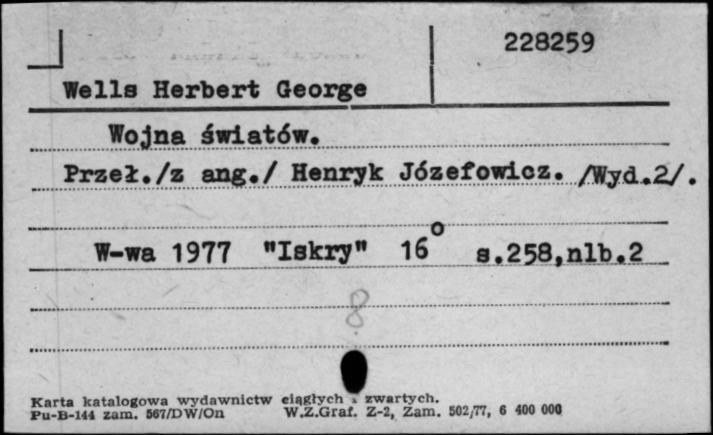 228259
Wells Herbert George
Wojna światów.
Przeł./z ang./ Henryk Józefowicz. /Wyd.2/.
W-wa 1977 "Iskry" 16° s.258,nlb.2
8
Karta katalogowa wydawnictw ciągłych i zwartych.
Pu-B-144 zam. 567/DW/On W.Z.Graf. Z-2, Zam. 502/77, 6 400 000